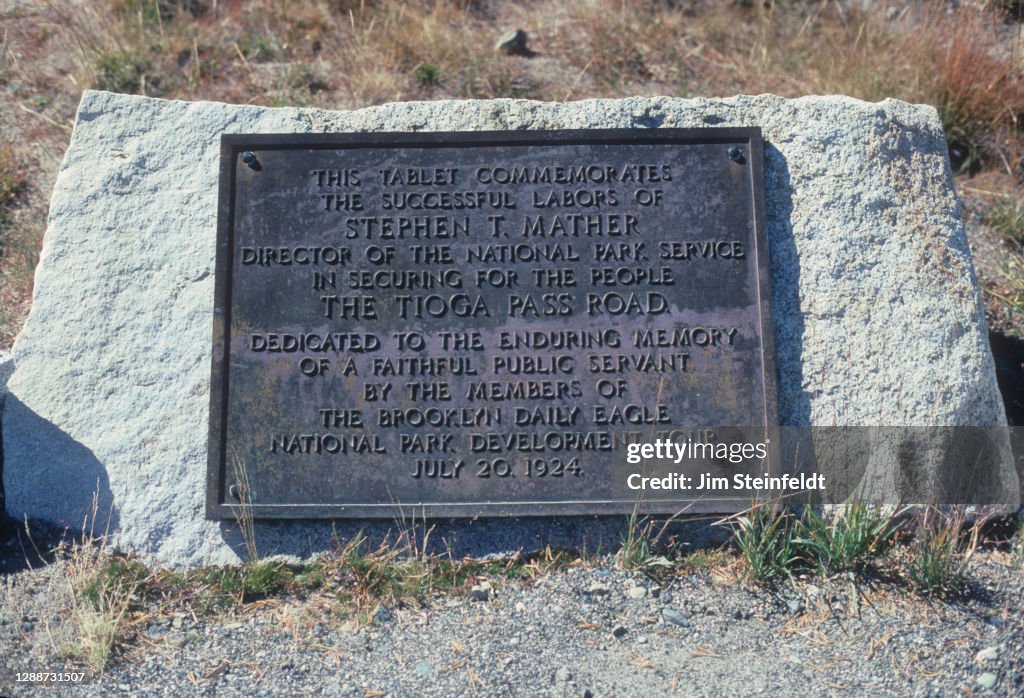 THIS TABLET COMMEMORATES
THE SUCCESSFUL LABORS OF
STEPHEN T. MATHER
DIRECTOR OF THE NATIONAL PARK SERVICE
IN SECURING FOR THE PEOPLE
THE TIOGA PASS ROAD.
DEDICATED TO THE ENDURING MEMORY
OF A FAITHFUL PUBLIC SERVANT
BY THE MEMBERS OF
THE BROOKLYN DAILY EAGLE
NATIONAL PARK DEVELOPMENT TOUR
JULY 20. 1924.
gettyimages
Credit: Jim Steinfeldt
1288731507